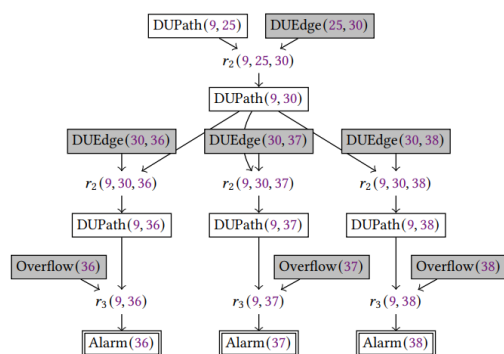 DUPath(9, 25) DUEdge(25, 30)
r₂(9, 25, 30)
DUPath(9, 30)
DUEdge(30, 36) DUEdge(30, 37) DUEdge(30, 38)
r₂(9, 30, 36) r₂(9, 30, 37) r₂(9, 30, 38)
DUPath(9, 36) DUPath(9, 37) DUPath(9, 38)
Overflow(36) Overflow(37) Overflow(38)
r₃(9, 36) r₃(9, 37) r₃(9, 38)
Alarm(36) Alarm(37) Alarm(38)